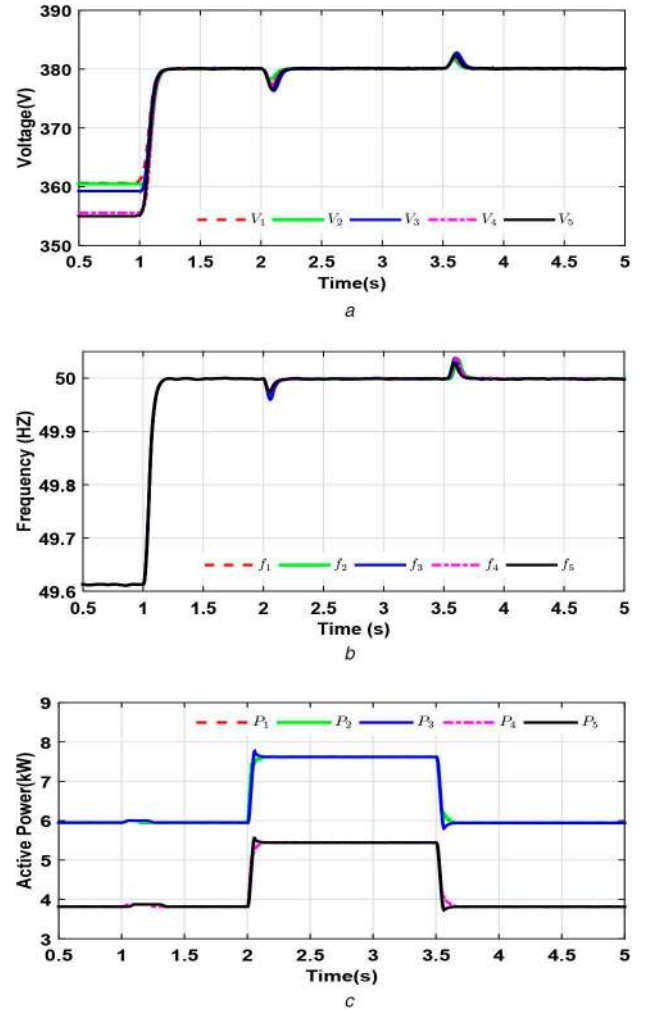 390
380
370
360
350
Voltage(V)
V1 V2 V3 V4 V5
0.5 1 1.5 2 2.5 3 3.5 4 4.5 5
Time(s)
a
50
49.9
49.8
49.7
49.6
Frequency (HZ)
f1 f2 f3 f4 f5
0.5 1 1.5 2 2.5 3 3.5 4 4.5 5
Time (s)
b
9
8
7
6
5
4
3
Active Power(kW)
P1 P2 P3 P4 P5
0.5 1 1.5 2 2.5 3 3.5 4 4.5 5
Time(s)
c